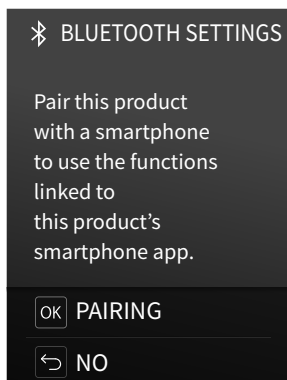 BLUETOOTH SETTINGS
Pair this product
with a smartphone
to use the functions
linked to
this product's
smartphone app.
OK PAIRING
NO